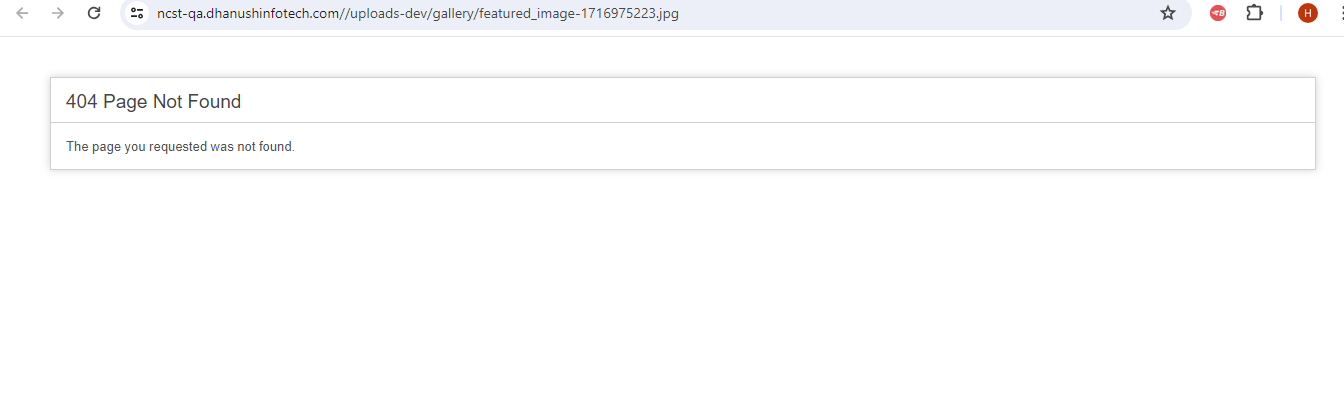 ncst-qa.dhanushinfotech.com//uploads-dev/gallery/featured_image-1716975223.jpg
B
H
404 Page Not Found
The page you requested was not found.